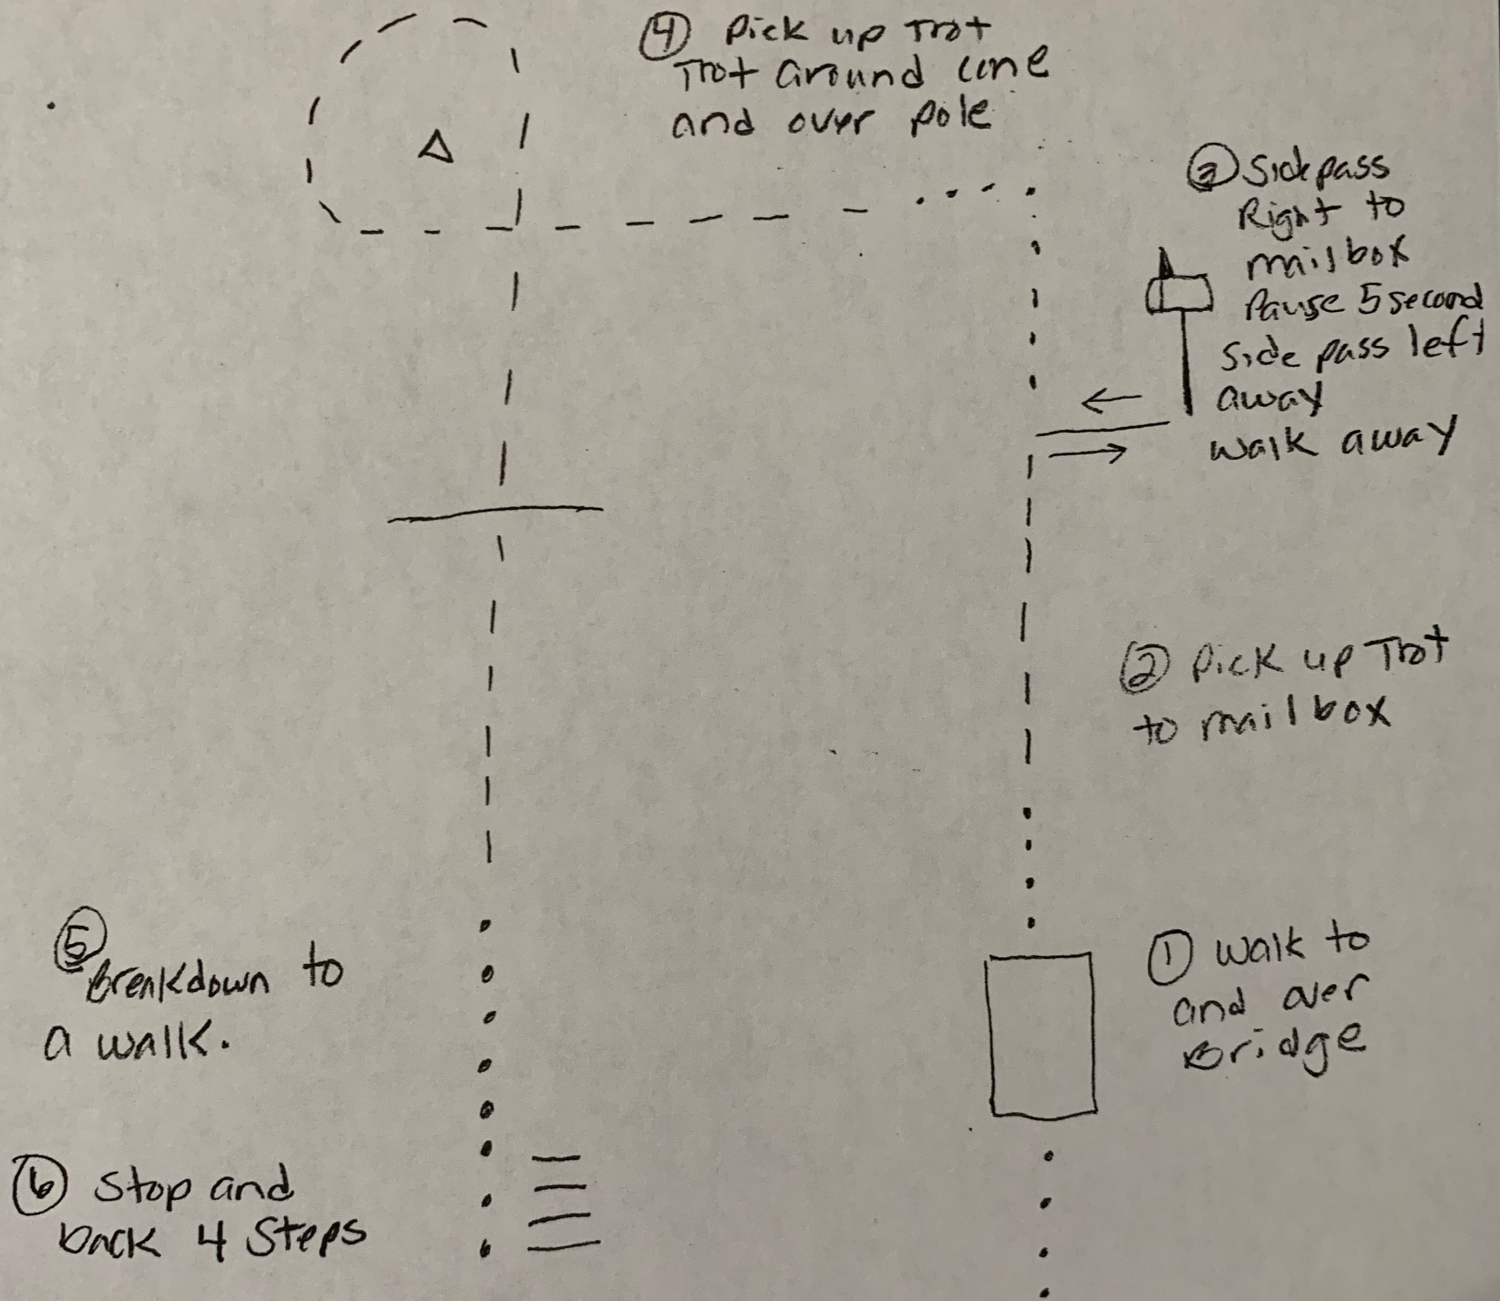 ④ Pick up Trot
Trot around cone
and over pole
③ Sidepass
Right to
mailbox
Pause 5 second
Side pass left
away
walk away
② Pick up Trot
to mailbox
① Walk to
and over
Bridge
⑤
Breakdown to
a walk.
⑥ Stop and
back 4 Steps